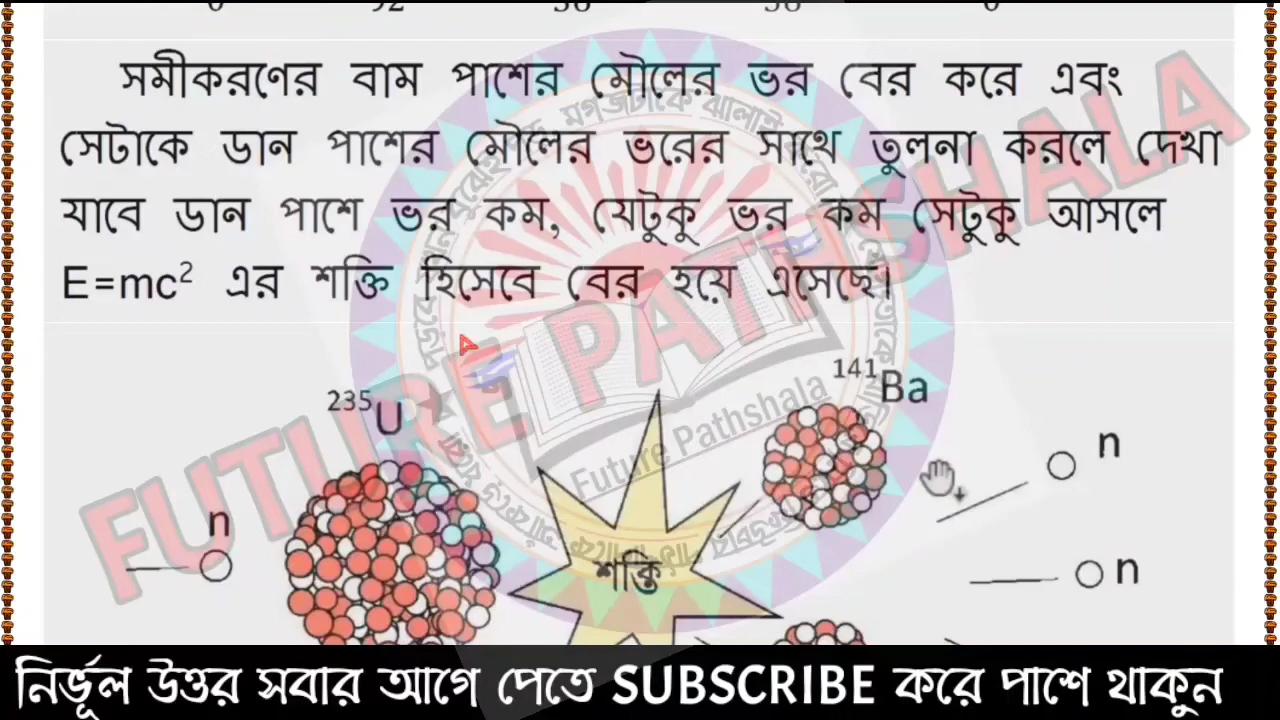 সমীকরণের বাম পাশের মৌলের ভর বের করে এবং
সেটাকে ডান পাশের মৌলের ভরের সাথে তুলনা করলে দেখা
যাবে ডান পাশে ভর কম, যেটুকু ভর কম সেটুকু আসলে
E=mc² এর শক্তি হিসেবে বের হয়ে এসেছে।
FUTURE PATHSHALA
Future Pathshala
²³⁵U
¹⁴¹Ba
n
n
শক্তি
n
নির্ভূল উত্তর সবার আগে পেতে SUBSCRIBE করে পাশে থাকুন